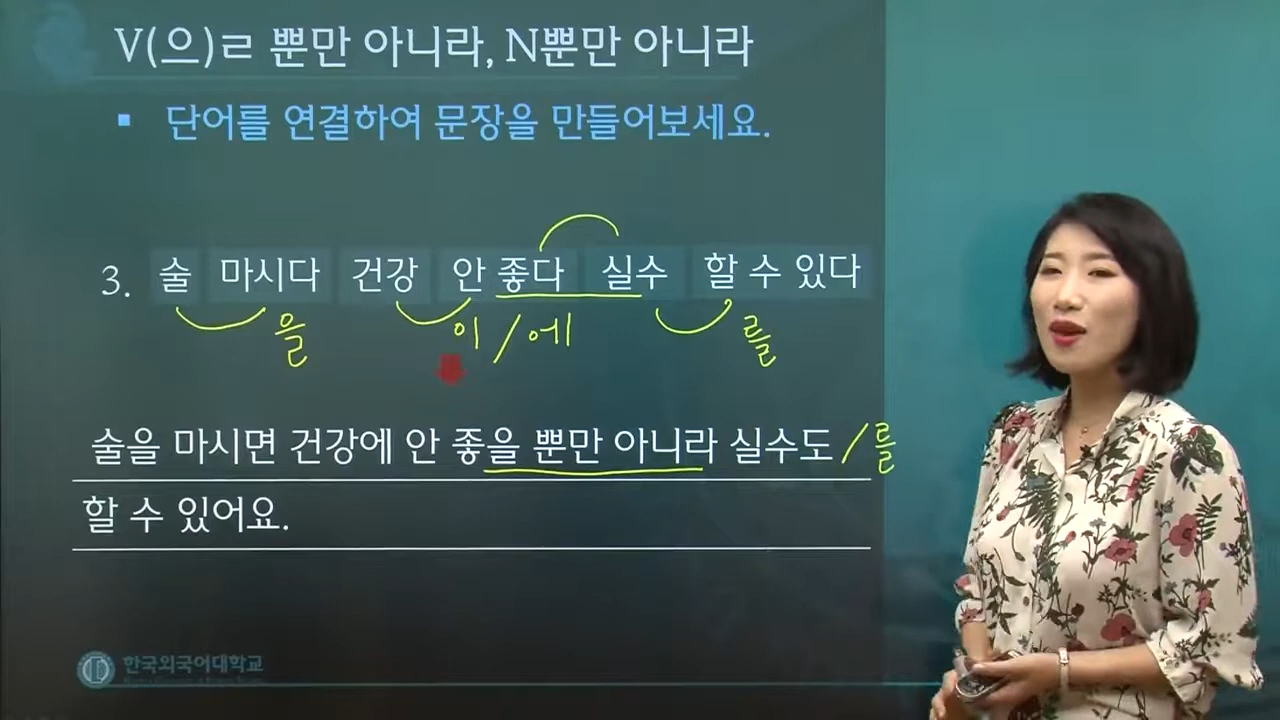 V(으)ㄹ 뿐만 아니라, N뿐만 아니라
▪ 단어를 연결하여 문장을 만들어보세요.
3. 술 마시다 건강 안 좋다 실수 할 수 있다
을 이/에 를
술을 마시면 건강에 안 좋을 뿐만 아니라 실수도 /를
할 수 있어요.
한국외국어대학교